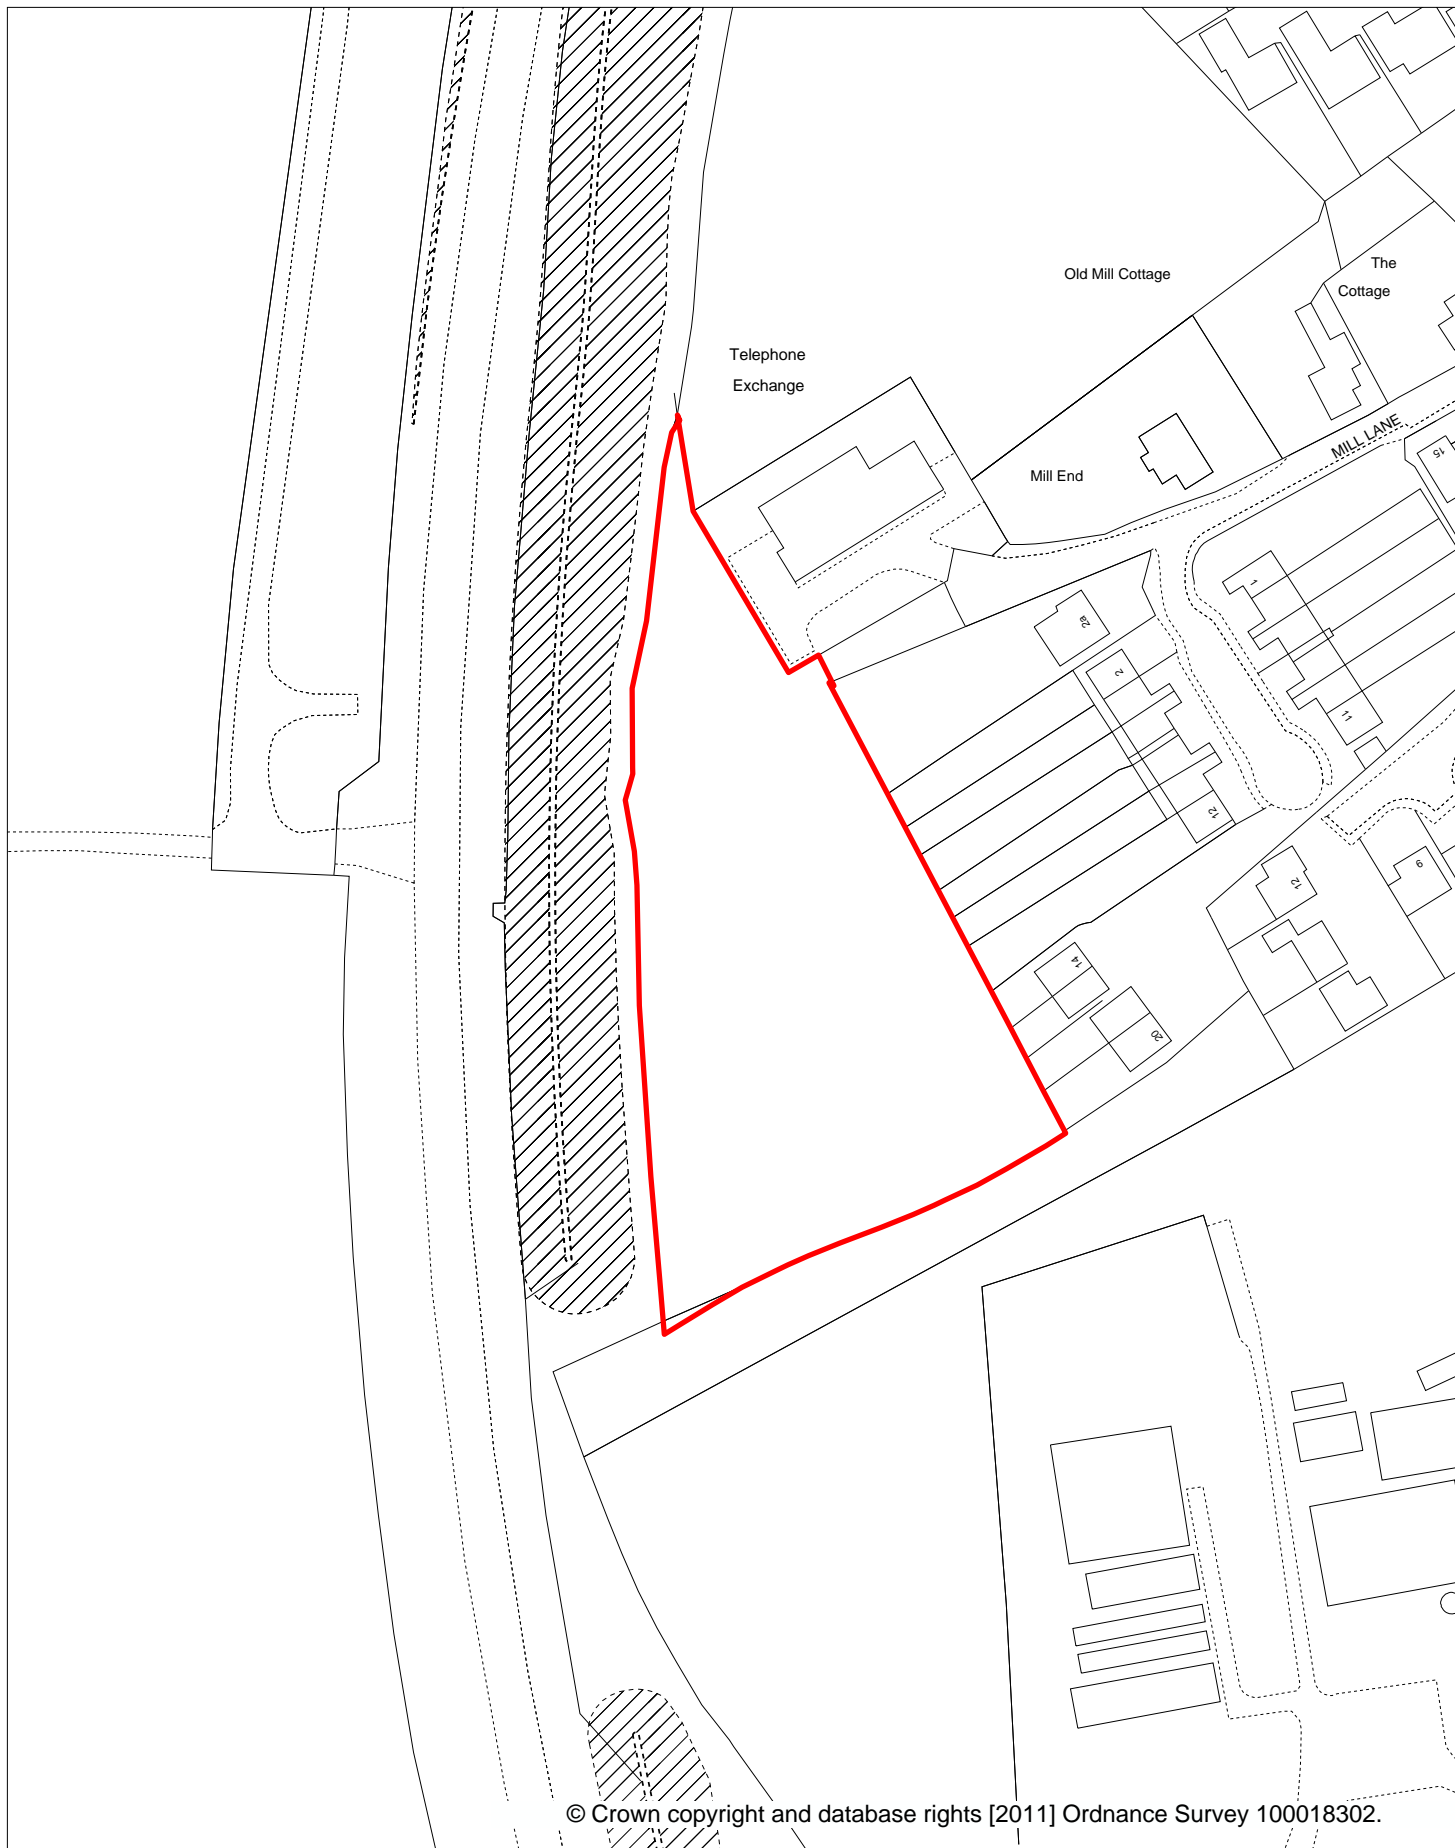 Old Mill Cottage
The
Cottage
Telephone
Exchange
MILL LANE
15
Mill End
1
2a
2
11
12
12
9
14
20
© Crown copyright and database rights [2011] Ordnance Survey 100018302.